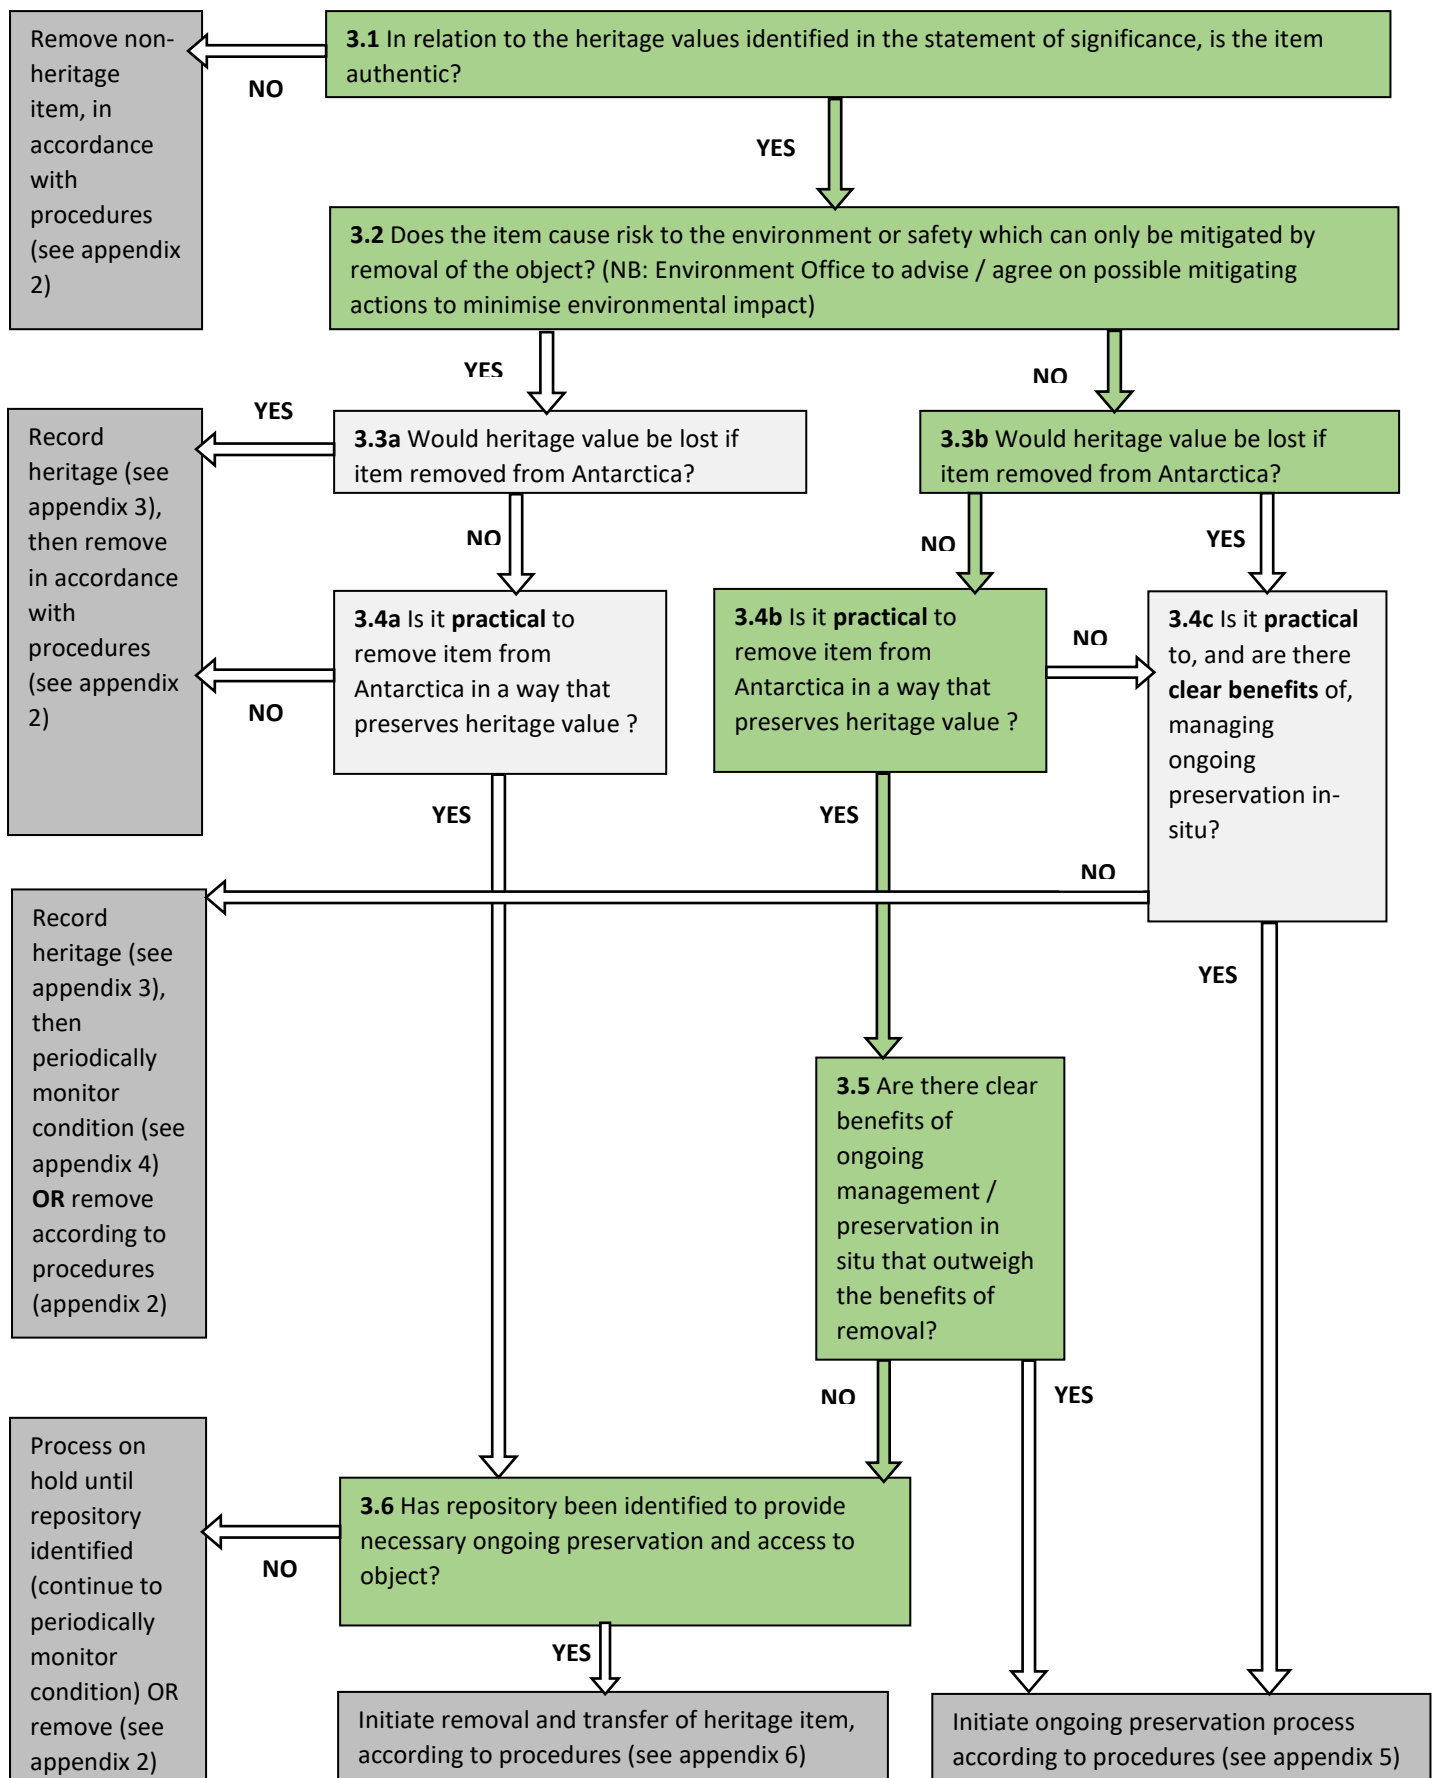 Remove non-
heritage
item, in
accordance
with
procedures
(see appendix
2)
NO
3.1 In relation to the heritage values identified in the statement of significance, is the item
authentic?
YES
3.2 Does the item cause risk to the environment or safety which can only be mitigated by
removal of the object? (NB: Environment Office to advise / agree on possible mitigating
actions to minimise environmental impact)
YES
NO
YES
Record
heritage (see
appendix 3),
then remove
in accordance
with
procedures
(see appendix
2)
3.3a Would heritage value be lost if
item removed from Antarctica?
3.3b Would heritage value be lost if
item removed from Antarctica?
NO
NO
YES
3.4a Is it practical to
remove item from
Antarctica in a way that
preserves heritage value ?
NO
3.4b Is it practical to
remove item from
Antarctica in a way that
preserves heritage value ?
NO
3.4c Is it practical
to, and are there
clear benefits of,
managing
ongoing
preservation in-
situ?
YES
YES
NO
YES
Record
heritage (see
appendix 3),
then
periodically
monitor
condition (see
appendix 4)
OR remove
according to
procedures
(appendix 2)
3.5 Are there clear
benefits of
ongoing
management /
preservation in
situ that outweigh
the benefits of
removal?
NO
YES
Process on
hold until
repository
identified
(continue to
periodically
monitor
condition) OR
remove (see
appendix 2)
NO
3.6 Has repository been identified to provide
necessary ongoing preservation and access to
object?
YES
Initiate removal and transfer of heritage item,
according to procedures (see appendix 6)
Initiate ongoing preservation process
according to procedures (see appendix 5)